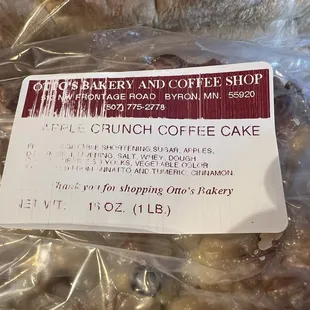 OTTO'S BAKERY AND COFFEE SHOP
NW FRONTAGE ROAD BYRON, MN. 55920
(507) 775-2778
APPLE CRUNCH COFFEE CAKE
SHORTENING, SUGAR, APPLES,
SALT, WHEY, DOUGH
VEGETABLE COLOR
ANNATTO AND TUMERIC, CINNAMON.
Thank you for shopping Otto's Bakery
NET WT. 16 OZ. (1 LB.)